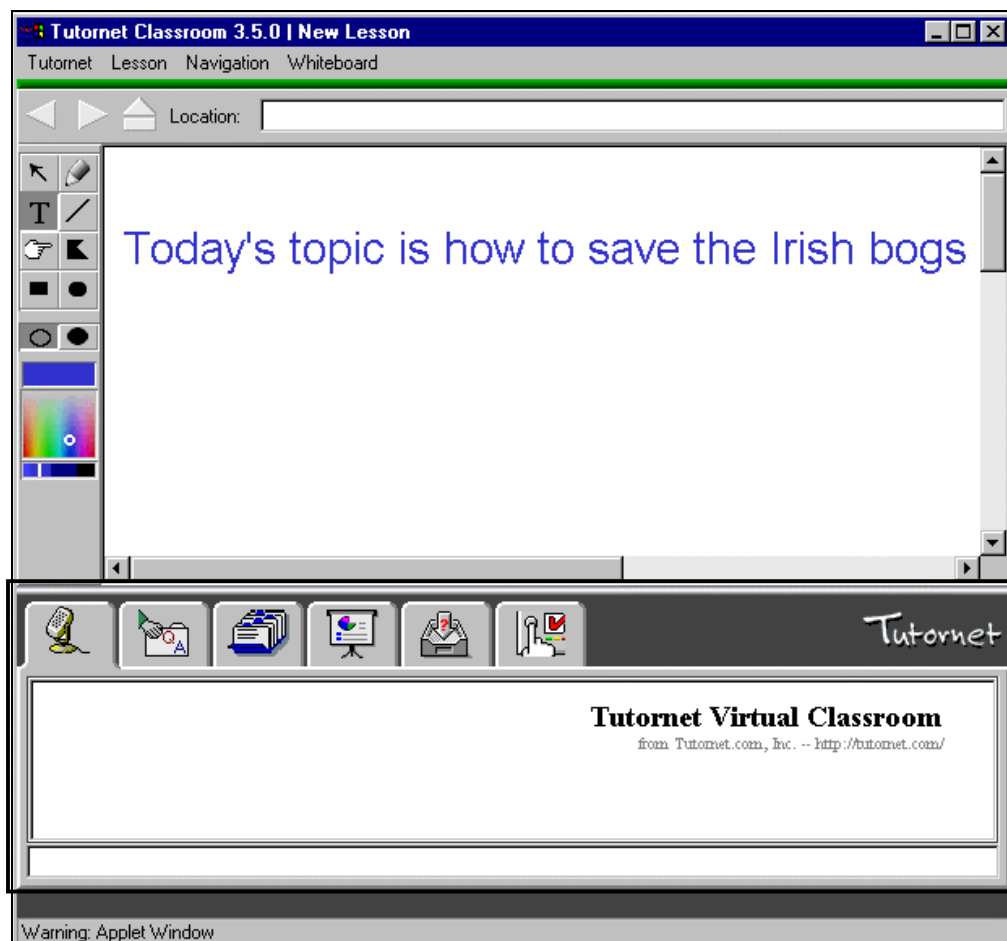 Tutornet Classroom 3.5.0 | New Lesson
Tutornet Lesson Navigation Whiteboard
Location:
T
Today's topic is how to save the Irish bogs
Q A
?
Tutornet
Tutornet Virtual Classroom
from Tutornet.com, Inc. -- http://tutornet.com/
Warning: Applet Window